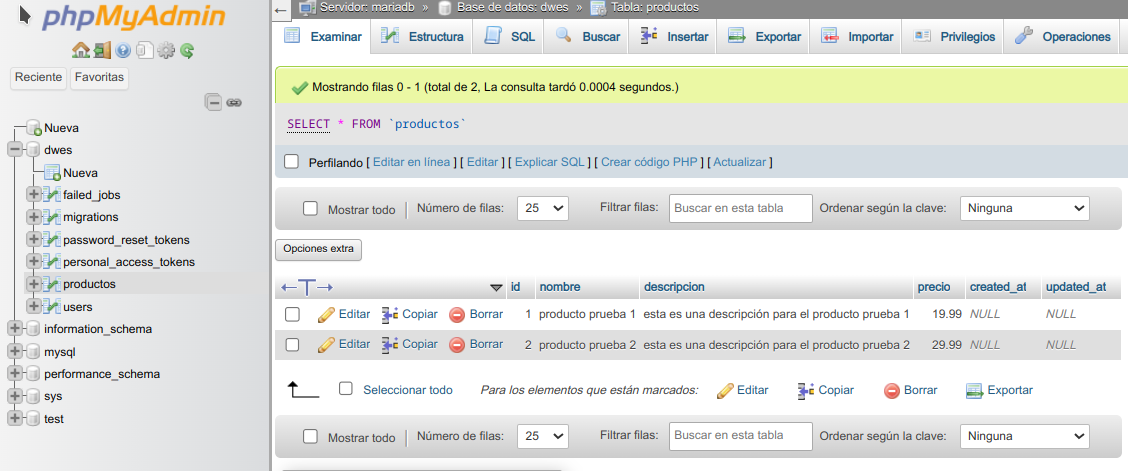 phpMyAdmin
Reciente Favoritas
Nueva
dwes
Nueva
failed_jobs
migrations
password_reset_tokens
personal_access_tokens
productos
users
information_schema
mysql
performance_schema
sys
test
Servidor: mariadb » Base de datos: dwes » Tabla: productos
Examinar Estructura SQL Buscar Insertar Exportar Importar Privilegios Operaciones
Mostrando filas 0 - 1 (total de 2, La consulta tardó 0.0004 segundos.)
SELECT * FROM `productos`
Perfilando [ Editar en línea ] [ Editar ] [ Explicar SQL ] [ Crear código PHP ] [ Actualizar ]
Mostrar todo | Número de filas: 25 Filtrar filas: Buscar en esta tabla Ordenar según la clave: Ninguna
Opciones extra
id nombre descripcion precio created_at updated_at
Editar Copiar Borrar 1 producto prueba 1 esta es una descripción para el producto prueba 1 19.99 NULL NULL
Editar Copiar Borrar 2 producto prueba 2 esta es una descripción para el producto prueba 2 29.99 NULL NULL
Seleccionar todo Para los elementos que están marcados: Editar Copiar Borrar Exportar
Mostrar todo | Número de filas: 25 Filtrar filas: Buscar en esta tabla Ordenar según la clave: Ninguna